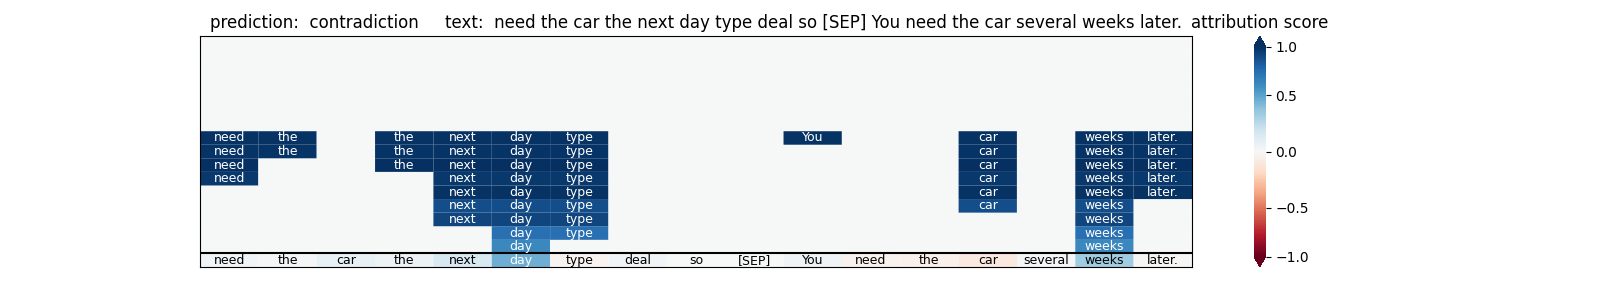 prediction: contradiction text: need the car the next day type deal so [SEP] You need the car several weeks later. attribution score
1.0
need the the next day type You car weeks later.
need the the next day type car weeks later.
0.5
need the next day type car weeks later.
0.0
need next day type car weeks later.
next day type car weeks later.
next day type car weeks
−0.5
next day type weeks
day type weeks
day weeks
−1.0
need the car the next day type deal so [SEP] You need the car several weeks later.